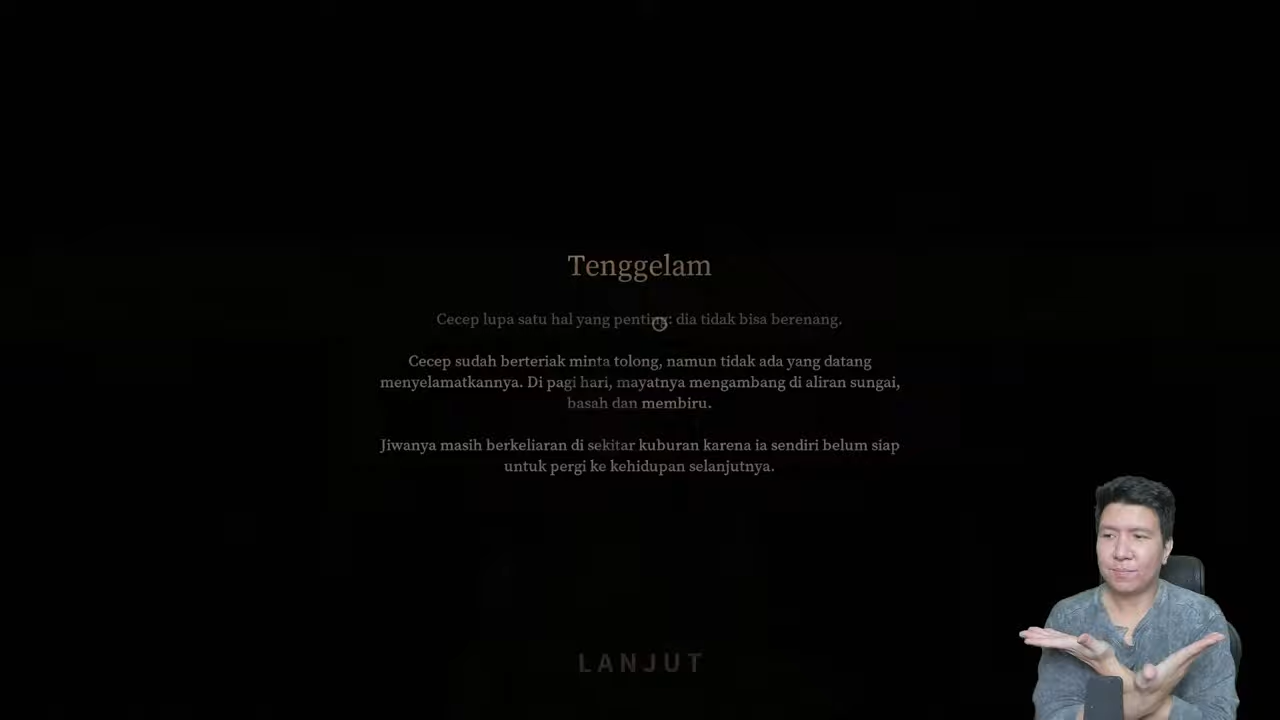 Tenggelam
Cecep lupa satu hal yang penting: dia tidak bisa berenang.
Cecep sudah berteriak minta tolong, namun tidak ada yang datang
menyelamatkannya. Di pagi hari, mayatnya mengambang di aliran sungai,
basah dan membiru.
Jiwanya masih berkeliaran di sekitar kuburan karena ia sendiri belum siap
untuk pergi ke kehidupan selanjutnya.
LANJUT